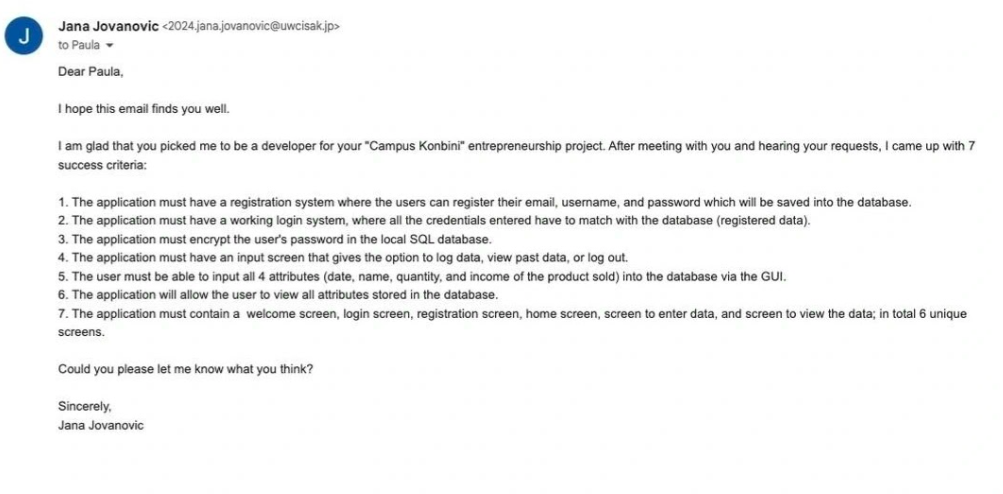 J
Jana Jovanovic <2024.jana.jovanovic@uwcisak.jp>
to Paula
Dear Paula,
I hope this email finds you well.
I am glad that you picked me to be a developer for your "Campus Konbini" entrepreneurship project. After meeting with you and hearing your requests, I came up with 7
success criteria:
1. The application must have a registration system where the users can register their email, username, and password which will be saved into the database.
2. The application must have a working login system, where all the credentials entered have to match with the database (registered data).
3. The application must encrypt the user's password in the local SQL database.
4. The application must have an input screen that gives the option to log data, view past data, or log out.
5. The user must be able to input all 4 attributes (date, name, quantity, and income of the product sold) into the database via the GUI.
6. The application will allow the user to view all attributes stored in the database.
7. The application must contain a  welcome screen, login screen, registration screen, home screen, screen to enter data, and screen to view the data; in total 6 unique
screens.
Could you please let me know what you think?
Sincerely,
Jana Jovanovic